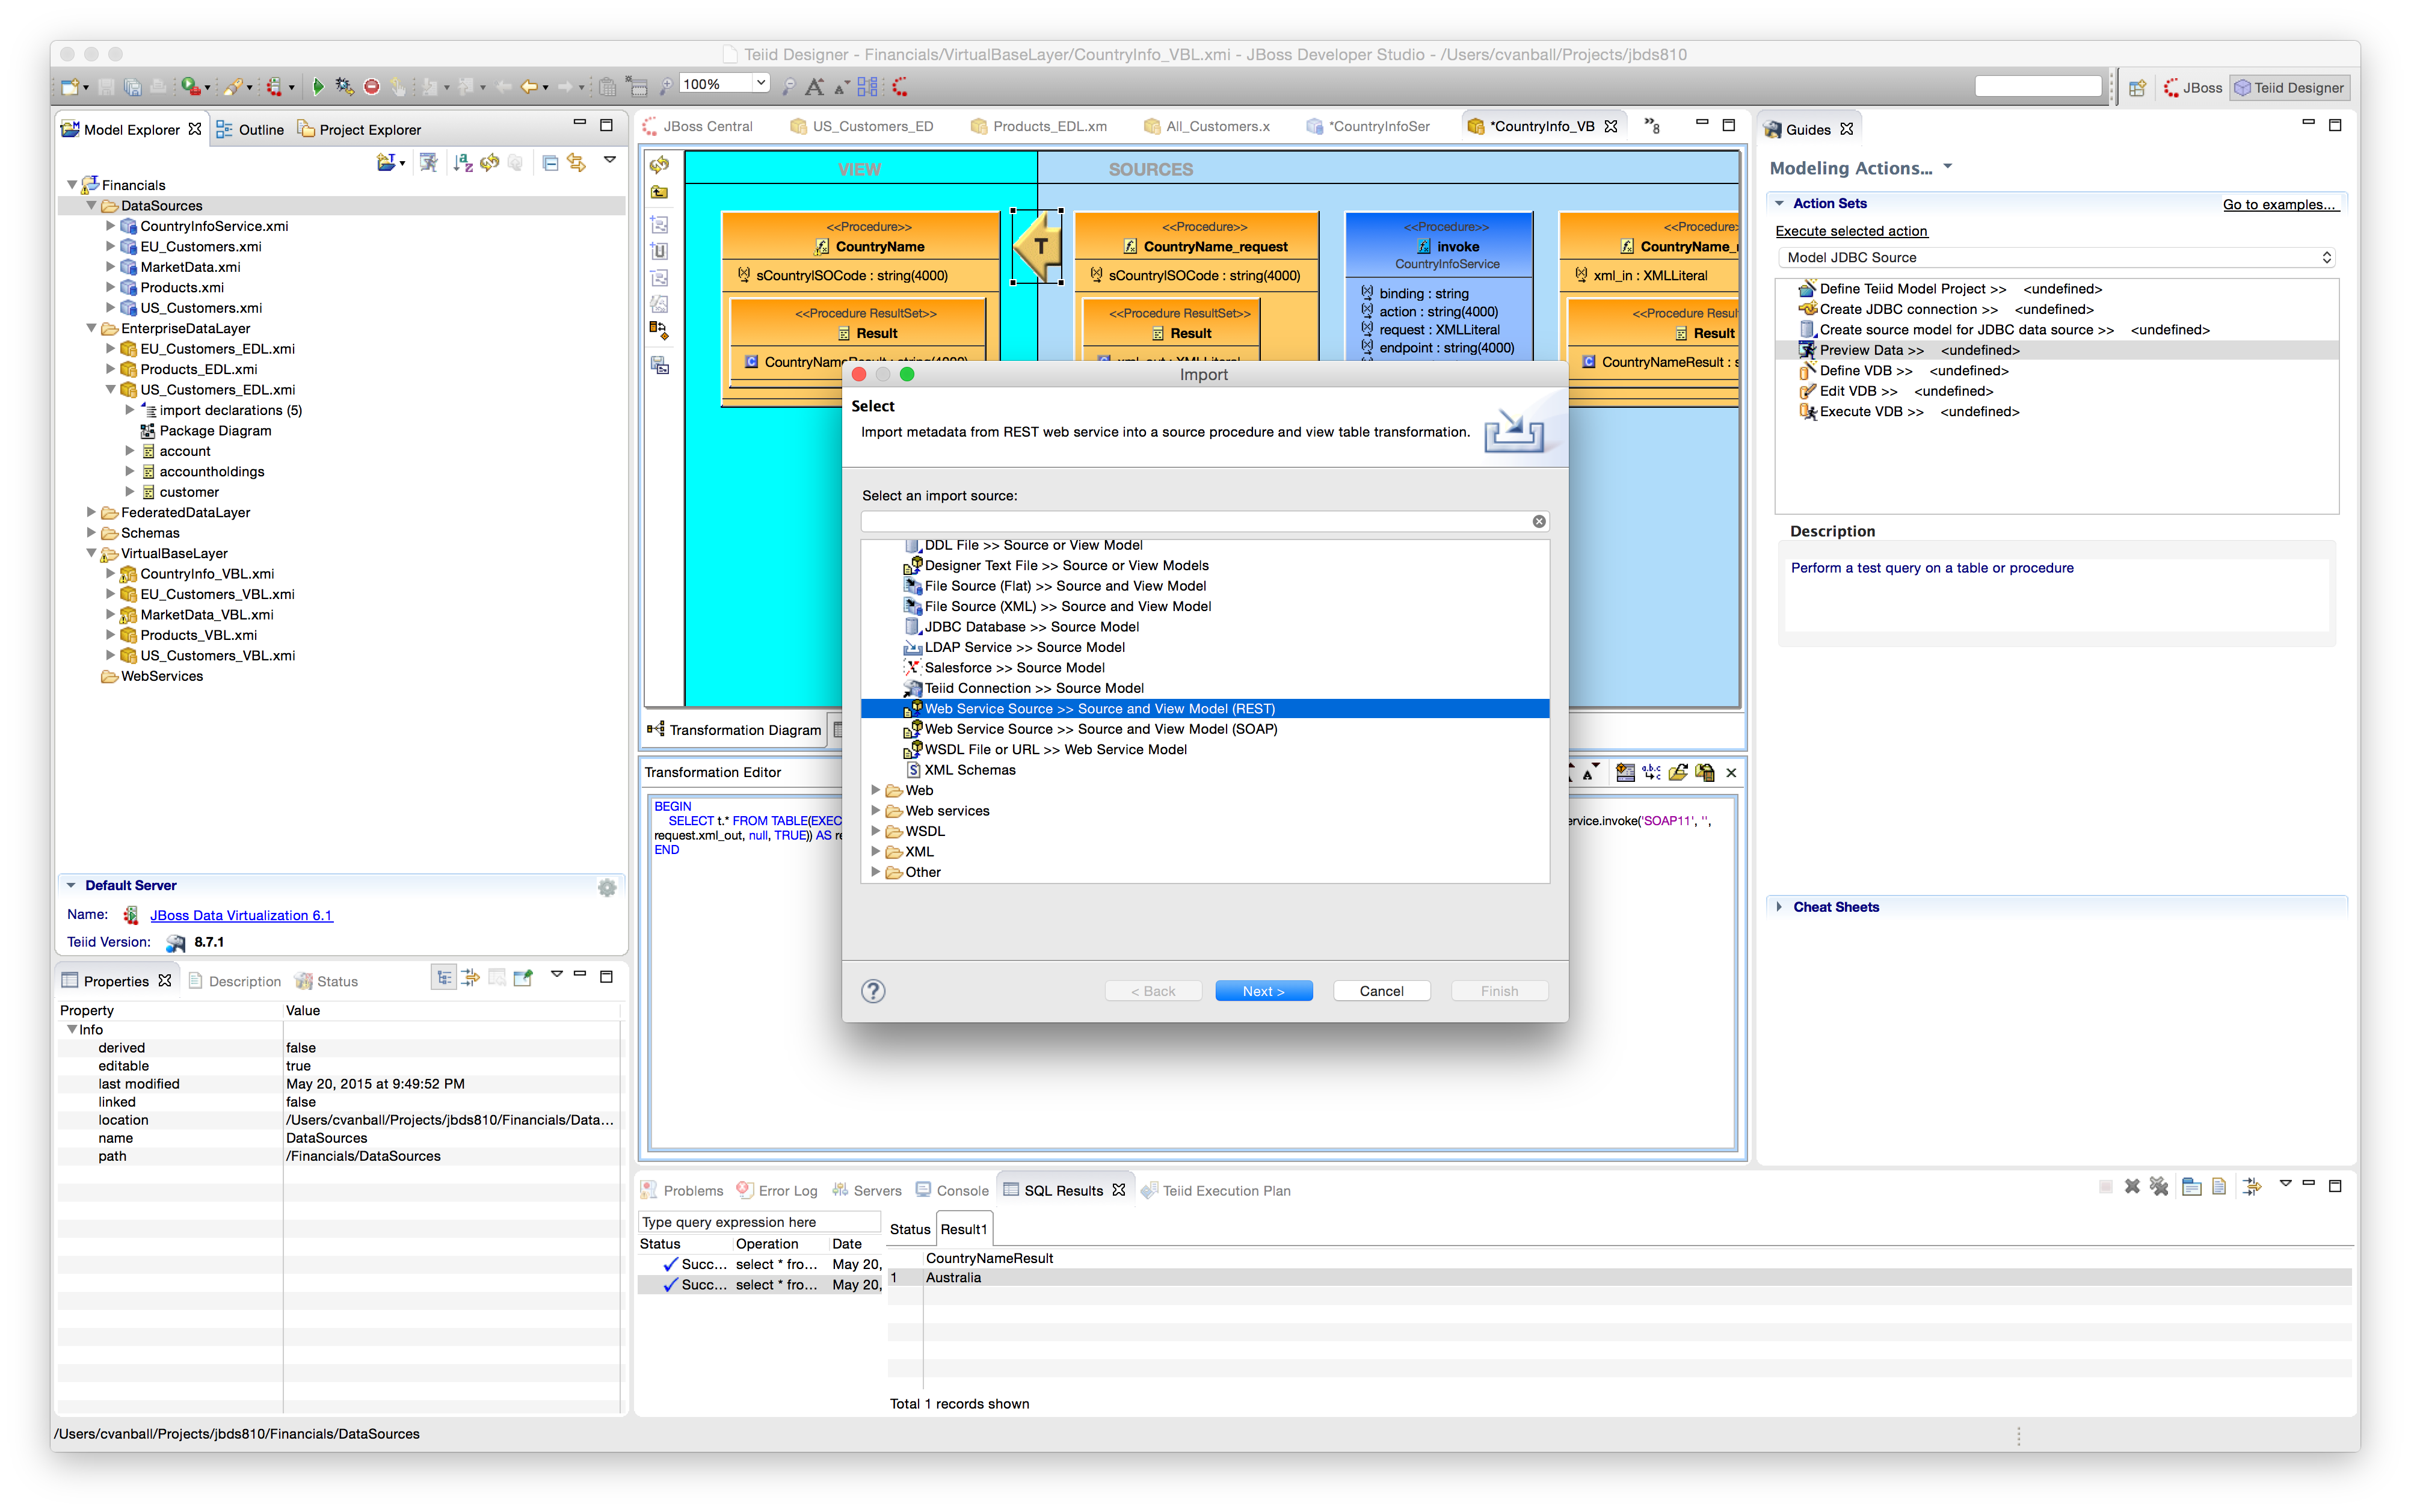 Teiid Designer - Financials/VirtualBaseLayer/CountryInfo_VBL.xmi - JBoss Developer Studio - /Users/cvanball/Projects/jbds810
100%
JBoss
Teiid Designer
Model Explorer
Outline
Project Explorer
Financials
DataSources
CountryInfoService.xmi
EU_Customers.xmi
MarketData.xmi
Products.xmi
US_Customers.xmi
EnterpriseDataLayer
EU_Customers_EDL.xmi
Products_EDL.xmi
US_Customers_EDL.xmi
import declarations (5)
Package Diagram
account
accountholdings
customer
FederatedDataLayer
Schemas
VirtualBaseLayer
CountryInfo_VBL.xmi
EU_Customers_VBL.xmi
MarketData_VBL.xmi
Products_VBL.xmi
US_Customers_VBL.xmi
WebServices
Default Server
Name: JBoss Data Virtualization 6.1
Teiid Version: 8.7.1
Properties
Description
Status
Property Value
Info
derived false
editable true
last modified May 20, 2015 at 9:49:52 PM
linked false
location /Users/cvanball/Projects/jbds810/Financials/Data...
name DataSources
path /Financials/DataSources
/Users/cvanball/Projects/jbds810/Financials/DataSources
JBoss Central
US_Customers_ED
Products_EDL.xm
All_Customers.x
*CountryInfoSer
*CountryInfo_VB
»8
VIEW
SOURCES
<<Procedure>>
CountryName
sCountryISOCode : string(4000)
<<Procedure ResultSet>>
Result
CountryNameResult : string(4000)
T
<<Procedure>>
CountryName_request
sCountryISOCode : string(4000)
<<Procedure ResultSet>>
Result
xml_out : XMLLiteral
<<Procedure>>
invoke
CountryInfoService
binding : string
action : string(4000)
request : XMLLiteral
endpoint : string(4000)
<<Procedure>
CountryName_
xml_in : XMLLiteral
<<Procedure Resul
Result
CountryNameResult : s
Transformation Diagram
Transformation Editor
BEGIN
SELECT t.* FROM TABLE(EXEC
ervice.invoke('SOAP11', '',
request.xml_out, null, TRUE)) AS re
END
Import
Select
Import metadata from REST web service into a source procedure and view table transformation.
Select an import source:
DDL File >> Source or View Model
Designer Text File >> Source or View Models
File Source (Flat) >> Source and View Model
File Source (XML) >> Source and View Model
JDBC Database >> Source Model
LDAP Service >> Source Model
Salesforce >> Source Model
Teiid Connection >> Source Model
Web Service Source >> Source and View Model (REST)
Web Service Source >> Source and View Model (SOAP)
WSDL File or URL >> Web Service Model
XML Schemas
Web
Web services
WSDL
XML
Other
?
< Back
Next >
Cancel
Finish
Guides
Modeling Actions...
Action Sets
Go to examples...
Execute selected action
Model JDBC Source
Define Teiid Model Project >> <undefined>
Create JDBC connection >> <undefined>
Create source model for JDBC data source >> <undefined>
Preview Data >> <undefined>
Define VDB >> <undefined>
Edit VDB >> <undefined>
Execute VDB >> <undefined>
Description
Perform a test query on a table or procedure
Cheat Sheets
Problems
Error Log
Servers
Console
SQL Results
Teiid Execution Plan
Type query expression here
Status Operation Date
Succ... select * fro... May 20,
Succ... select * fro... May 20,
Status
Result1
CountryNameResult
1 Australia
Total 1 records shown